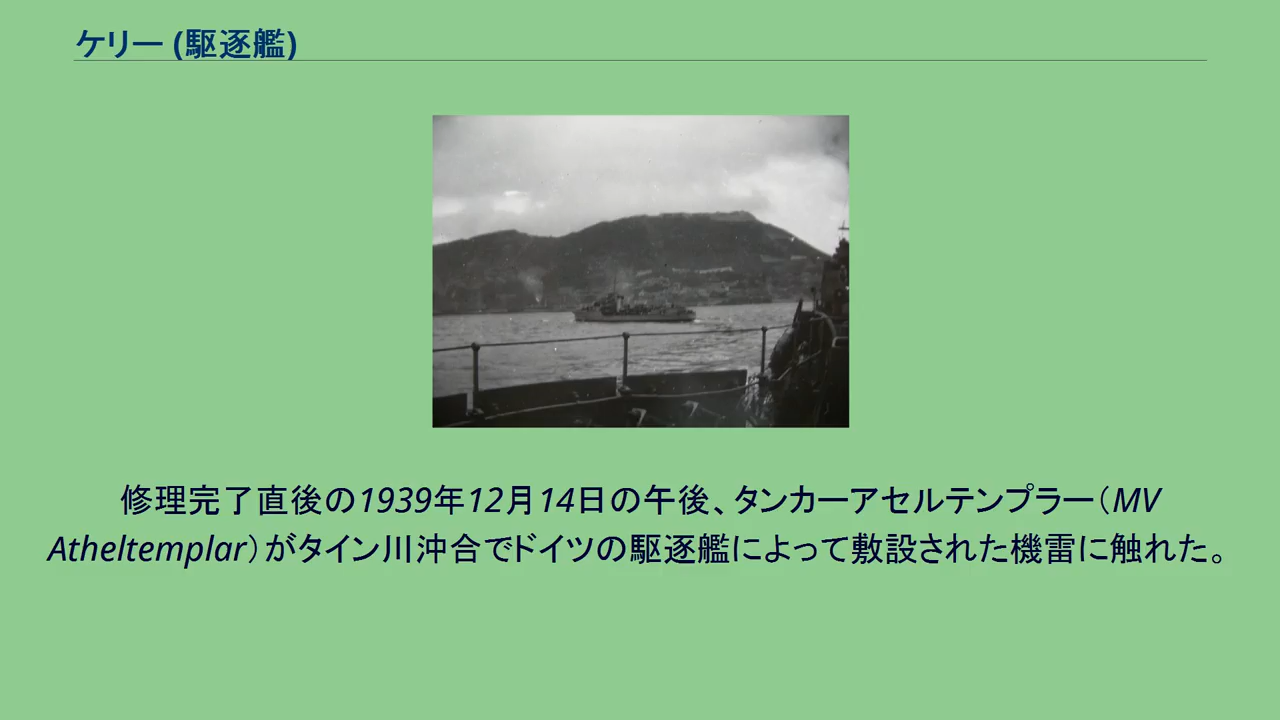 ケリー (駆逐艦)
修理完了直後の1939年12月14日の午後、タンカーアセルテンプラー（MV
Atheltemplar）がタイン川沖合でドイツの駆逐艦によって敷設された機雷に触れた。